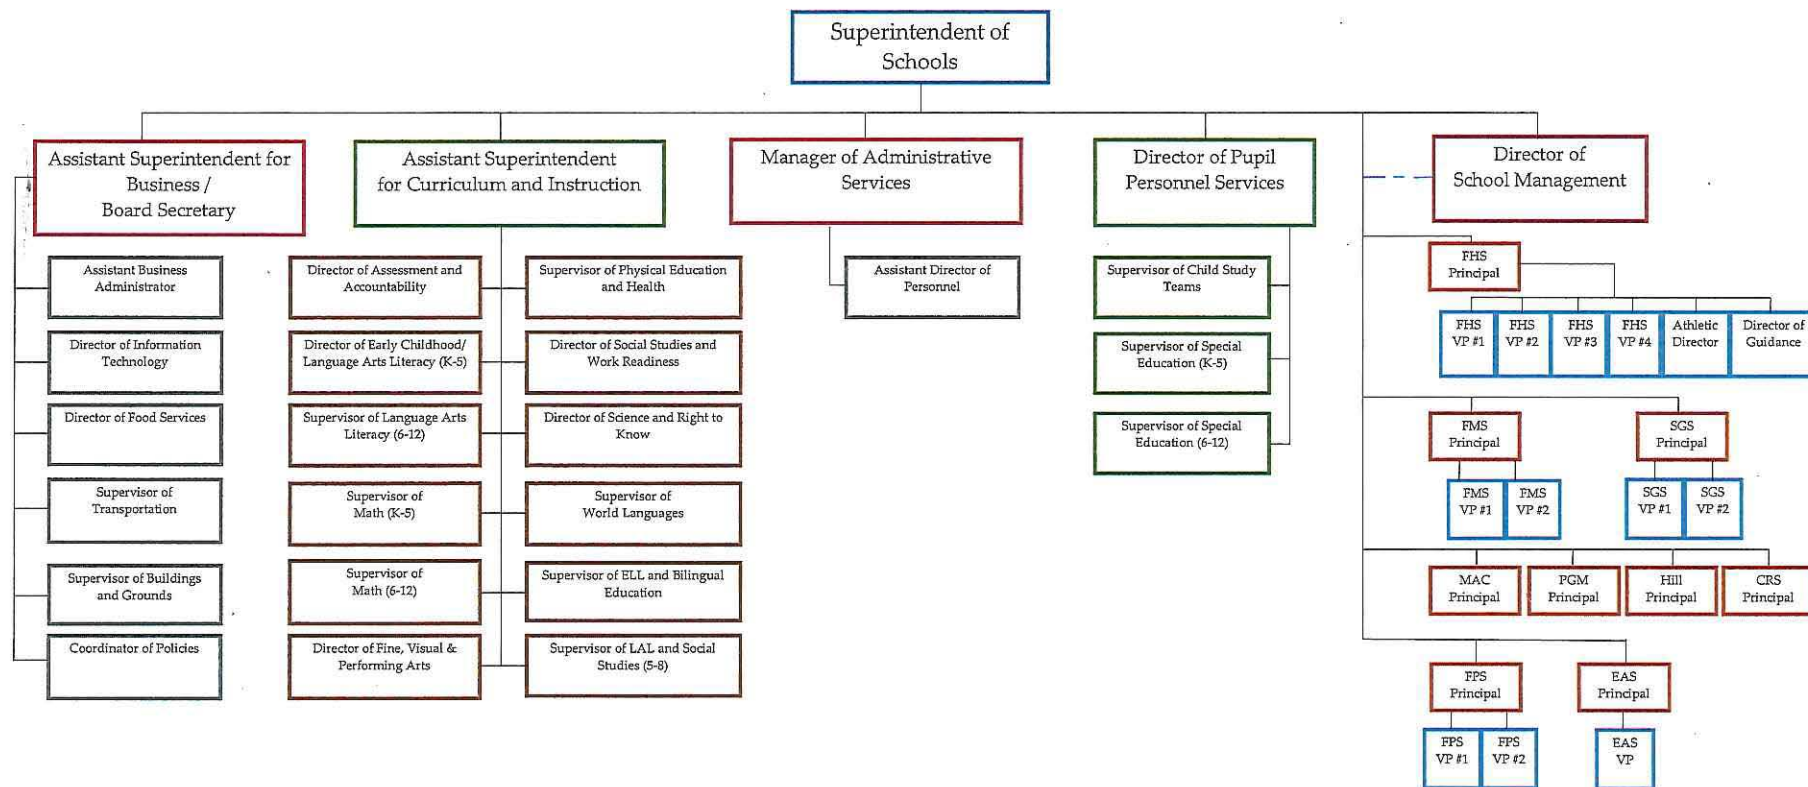 Superintendent of
Schools
Assistant Superintendent for
Business /
Board Secretary
Assistant Superintendent
for Curriculum and Instruction
Manager of Administrative
Services
Director of Pupil
Personnel Services
Director of
School Management
Assistant Business
Administrator
Director of Information
Technology
Director of Food Services
Supervisor of
Transportation
Supervisor of Buildings
and Grounds
Coordinator of Policies
Director of Assessment and
Accountability
Director of Early Childhood/
Language Arts Literacy (K-5)
Supervisor of Language Arts
Literacy (6-12)
Supervisor of
Math (K-5)
Supervisor of
Math (6-12)
Director of Fine, Visual &
Performing Arts
Supervisor of Physical Education
and Health
Director of Social Studies and
Work Readiness
Director of Science and Right to
Know
Supervisor of
World Languages
Supervisor of ELL and Bilingual
Education
Supervisor of LAL and Social
Studies (5-8)
Assistant Director of
Personnel
Supervisor of Child Study
Teams
Supervisor of Special
Education (K-5)
Supervisor of Special
Education (6-12)
FHS
Principal
FHS
VP #1
FHS
VP #2
FHS
VP #3
FHS
VP #4
Athletic
Director
Director of
Guidance
FMS
Principal
SGS
Principal
FMS
VP #1
FMS
VP #2
SGS
VP #1
SGS
VP #2
MAC
Principal
PGM
Principal
Hill
Principal
CRS
Principal
FPS
Principal
EAS
Principal
FPS
VP #1
FPS
VP #2
EAS
VP